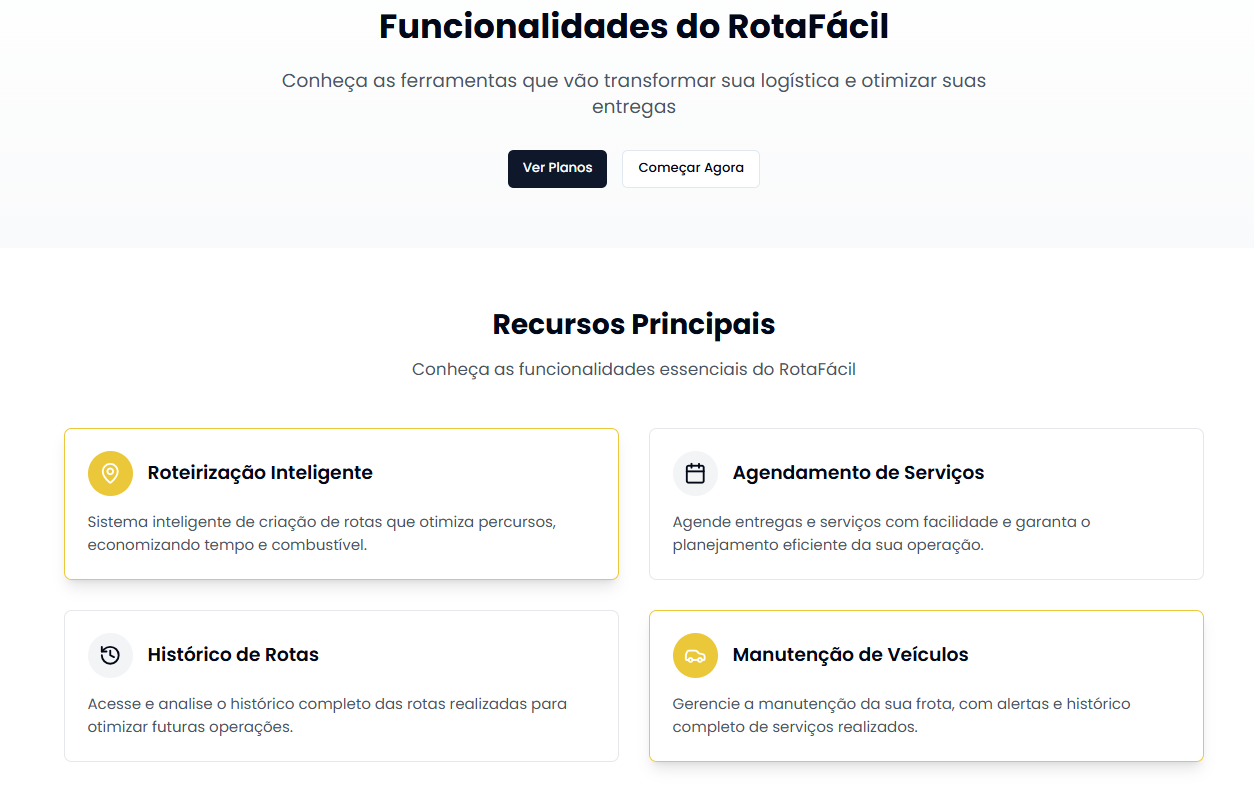 Funcionalidades do RotaFácil
Conheça as ferramentas que vão transformar sua logística e otimizar suas
entregas
Ver Planos
Começar Agora
Recursos Principais
Conheça as funcionalidades essenciais do RotaFácil
Roteirização Inteligente
Sistema inteligente de criação de rotas que otimiza percursos,
economizando tempo e combustível.
Agendamento de Serviços
Agende entregas e serviços com facilidade e garanta o
planejamento eficiente da sua operação.
Histórico de Rotas
Acesse e analise o histórico completo das rotas realizadas para
otimizar futuras operações.
Manutenção de Veículos
Gerencie a manutenção da sua frota, com alertas e histórico
completo de serviços realizados.